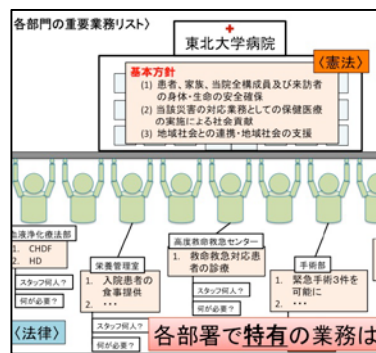 各部門の重要業務リスト〉
東北大学病院
〈憲法〉
基本方針
(1) 患者、家族、当院全構成員及び来訪者
の身体・生命の安全確保
(2) 当該災害の対応業務としての保健医療
の実施による社会貢献
(3) 地域社会との連携・地域社会の支援
血液浄化療法部
1. CHDF
2. HD
スタッフ何人?
何が必要?
栄養管理室
1. 入院患者の
食事提供
2. ・・・
スタッフ何人?
何が必要?
高度救命救急センター
1. 救命救急対応患
者の診療
手術部
1. 緊急手術3件を
可能に
2. ・・・
スタッフ何人?
〈法律〉
各部署で特有の業務は